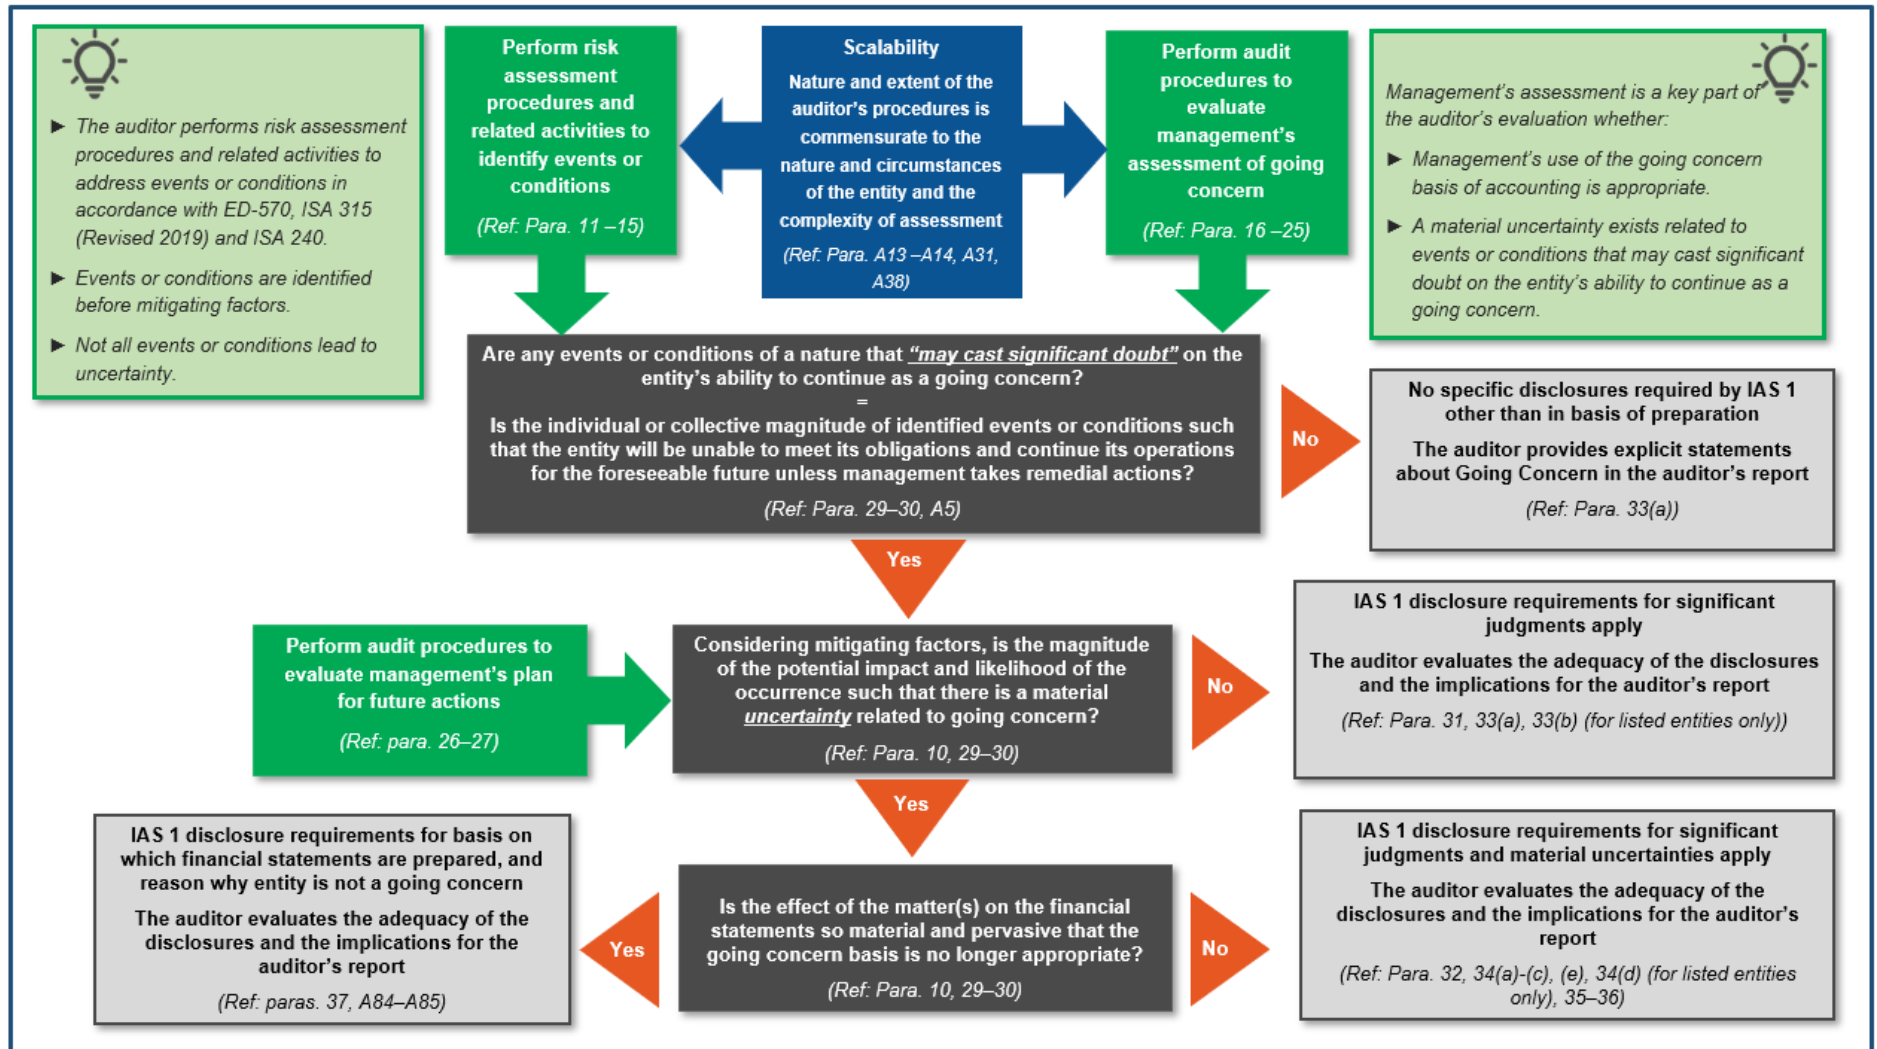 ► The auditor performs risk assessment
procedures and related activities to
address events or conditions in
accordance with ED-570, ISA 315
(Revised 2019) and ISA 240.
► Events or conditions are identified
before mitigating factors.
► Not all events or conditions lead to
uncertainty.
Perform risk
assessment
procedures and
related activities to
identify events or
conditions
(Ref: Para. 11 –15)
Scalability
Nature and extent of the
auditor's procedures is
commensurate to the
nature and circumstances
of the entity and the
complexity of assessment
(Ref: Para. A13 –A14, A31,
A38)
Perform audit
procedures to
evaluate
management's
assessment of going
concern
(Ref: Para. 16 –25)
Management's assessment is a key part of
the auditor's evaluation whether:
► Management's use of the going concern
basis of accounting is appropriate.
► A material uncertainty exists related to
events or conditions that may cast significant
doubt on the entity's ability to continue as a
going concern.
Are any events or conditions of a nature that "may cast significant doubt" on the
entity's ability to continue as a going concern?
=
Is the individual or collective magnitude of identified events or conditions such
that the entity will be unable to meet its obligations and continue its operations
for the foreseeable future unless management takes remedial actions?
(Ref: Para. 29–30, A5)
No
No specific disclosures required by IAS 1
other than in basis of preparation
The auditor provides explicit statements
about Going Concern in the auditor's report
(Ref: Para. 33(a))
Yes
Perform audit procedures to
evaluate management's plan
for future actions
(Ref: para. 26–27)
Considering mitigating factors, is the magnitude
of the potential impact and likelihood of the
occurrence such that there is a material
uncertainty related to going concern?
(Ref: Para. 10, 29–30)
No
IAS 1 disclosure requirements for significant
judgments apply
The auditor evaluates the adequacy of the disclosures
and the implications for the auditor's report
(Ref: Para. 31, 33(a), 33(b) (for listed entities only))
Yes
IAS 1 disclosure requirements for basis on
which financial statements are prepared, and
reason why entity is not a going concern
The auditor evaluates the adequacy of the
disclosures and the implications for the
auditor's report
(Ref: paras. 37, A84–A85)
Yes
Is the effect of the matter(s) on the financial
statements so material and pervasive that the
going concern basis is no longer appropriate?
(Ref: Para. 10, 29–30)
No
IAS 1 disclosure requirements for significant
judgments and material uncertainties apply
The auditor evaluates the adequacy of the
disclosures and the implications for the auditor's
report
(Ref: Para. 32, 34(a)-(c), (e), 34(d) (for listed entities
only), 35–36)